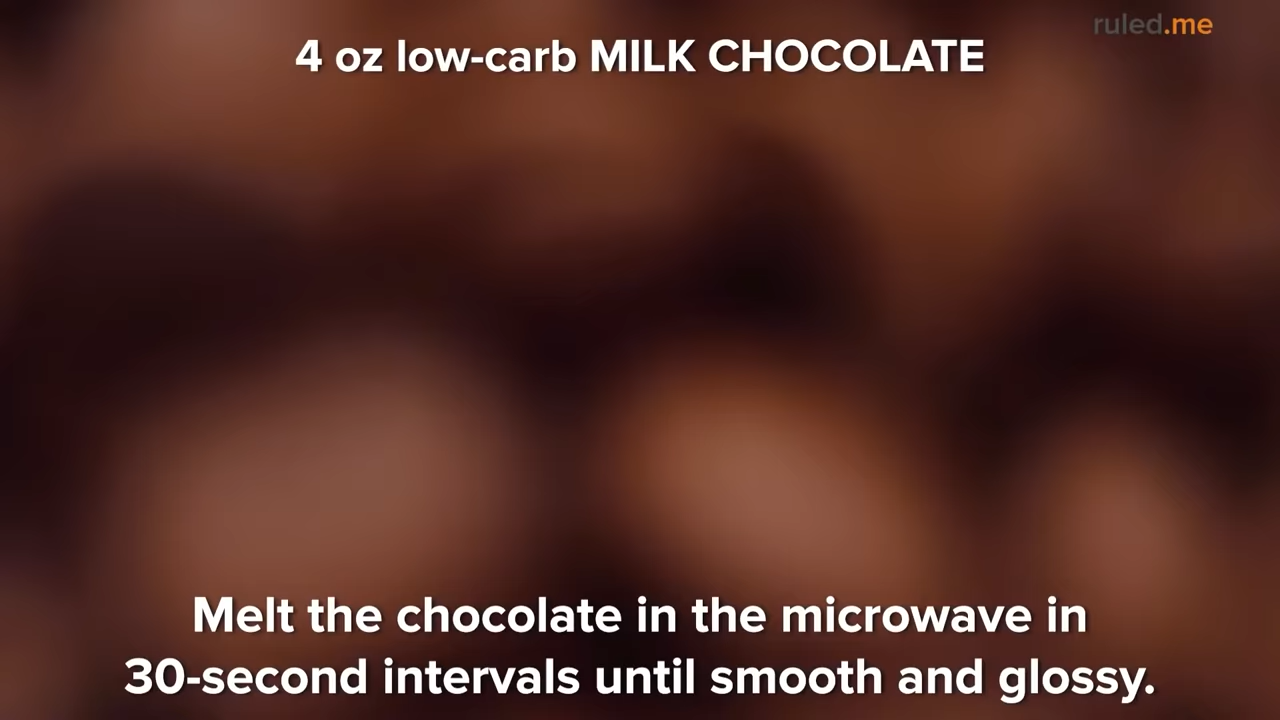 ruled.me
4 oz low-carb MILK CHOCOLATE
Melt the chocolate in the microwave in
30-second intervals until smooth and glossy.